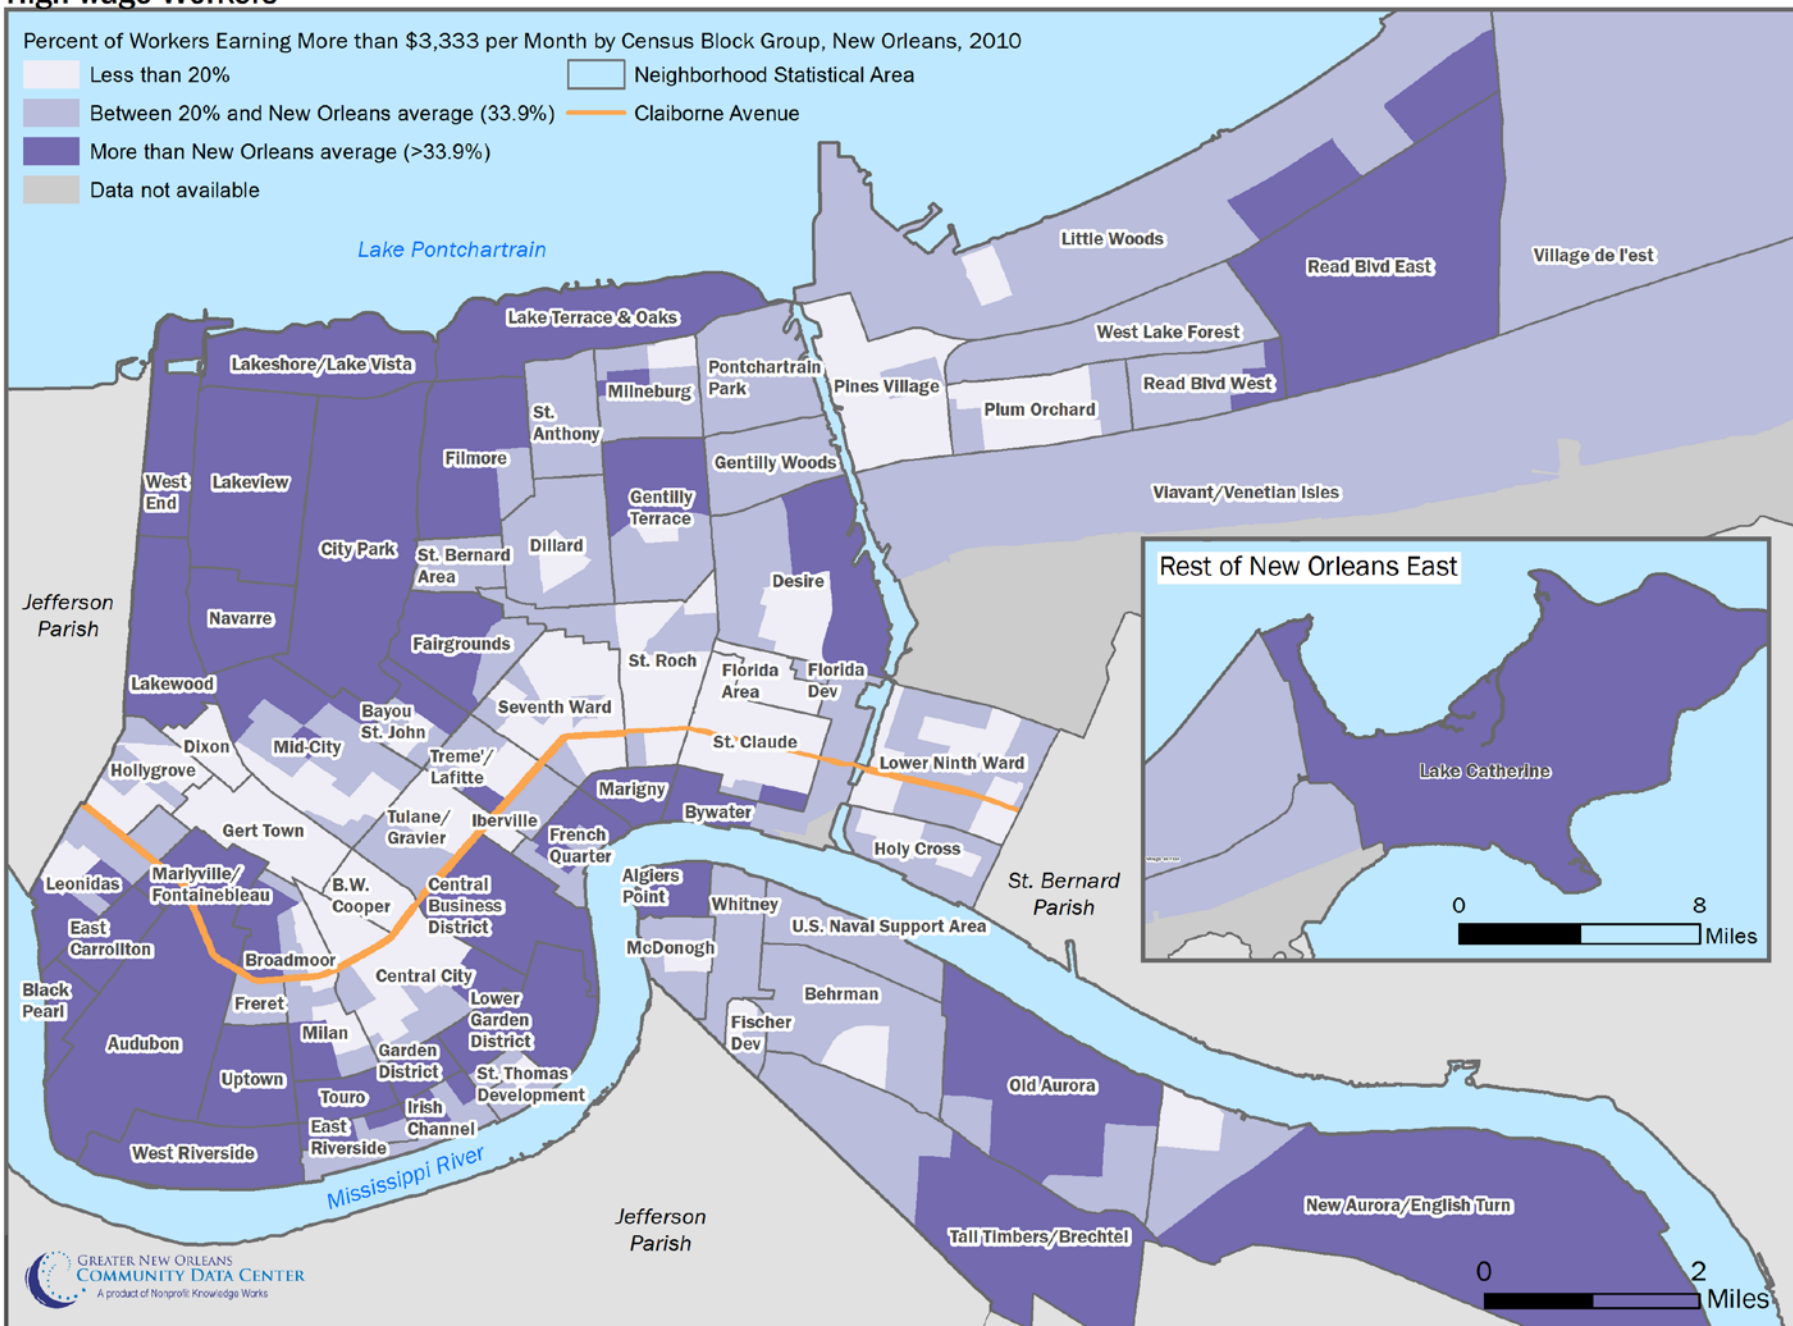 High-wage Workers
Percent of Workers Earning More than $3,333 per Month by Census Block Group, New Orleans, 2010
Less than 20%
Neighborhood Statistical Area
Between 20% and New Orleans average (33.9%)
Claiborne Avenue
More than New Orleans average (>33.9%)
Data not available
Lake Pontchartrain
Little Woods
Village de l'est
Read Blvd East
Lake Terrace & Oaks
West Lake Forest
Lakeshore/Lake Vista
Pontchartrain
Park
Milneburg
Pines Village
Read Blvd West
Plum Orchard
St.
Anthony
Filmore
Gentilly Woods
West
End
Lakeview
Viavant/Venetian Isles
Gentilly
Terrace
City Park
Dillard
St. Bernard
Area
Desire
Rest of New Orleans East
Jefferson
Parish
Navarre
Fairgrounds
St. Roch
Florida
Area
Florida
Dev
Lakewood
Seventh Ward
Bayou
St. John
Dixon
Mid-City
St. Claude
Treme'/
Lafitte
Hollygrove
Lower Ninth Ward
Lake Catherine
Marigny
Bywater
Tulane/
Gravier
Iberville
Gert Town
French
Quarter
Holy Cross
Leonidas
Marlyville/
Fontainebleau
B.W.
Cooper
Central
Business
District
Algiers
Point
Whitney
St. Bernard
Parish
0 8
Miles
U.S. Naval Support Area
East
Carrollton
McDonogh
Broadmoor
Central City
Black
Pearl
Freret
Lower
Garden
District
Behrman
Fischer
Dev
Milan
Audubon
Garden
District
Uptown
St. Thomas
Development
Old Aurora
Touro
Irish
Channel
East
Riverside
West Riverside
Mississippi River
Jefferson
Parish
New Aurora/English Turn
Tall Timbers/Brechtel
GREATER NEW ORLEANS
COMMUNITY DATA CENTER
A product of Nonprofit Knowledge Works
0 2
Miles